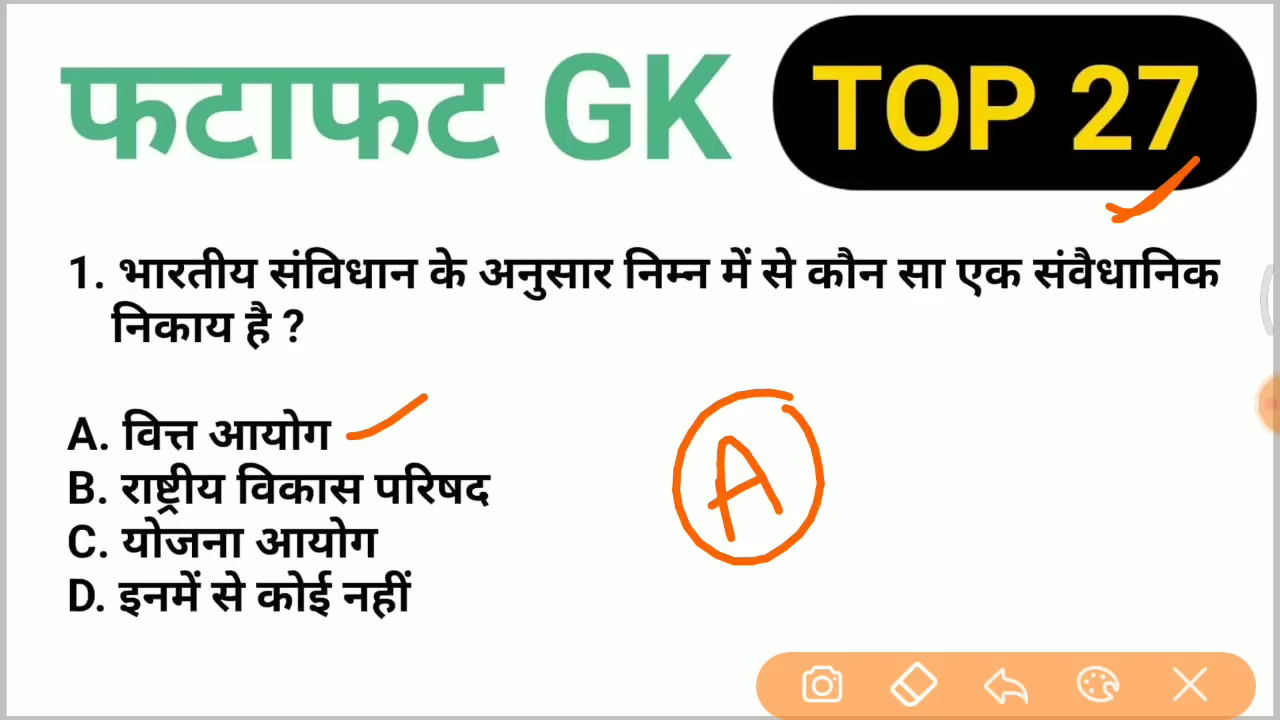 फटाफट GK TOP 27
1. भारतीय संविधान के अनुसार निम्न में से कौन सा एक संवैधानिक
निकाय है ?
A. वित्त आयोग
B. राष्ट्रीय विकास परिषद
C. योजना आयोग
D. इनमें से कोई नहीं
A